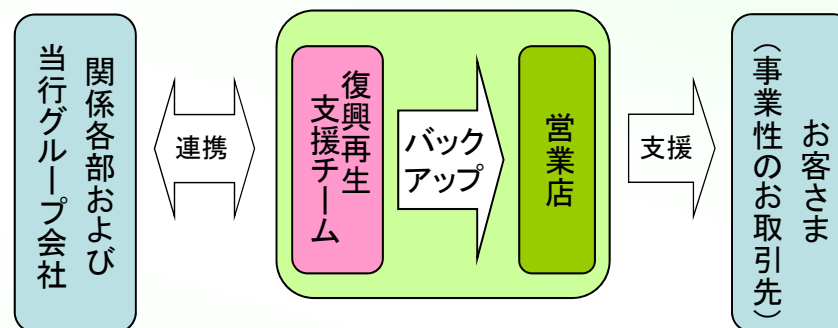 関係各部および
当行グループ会社
連携
復興再生
支援チーム
バック
アップ
営業店
支援
お客さま
（事業性のお取引先）